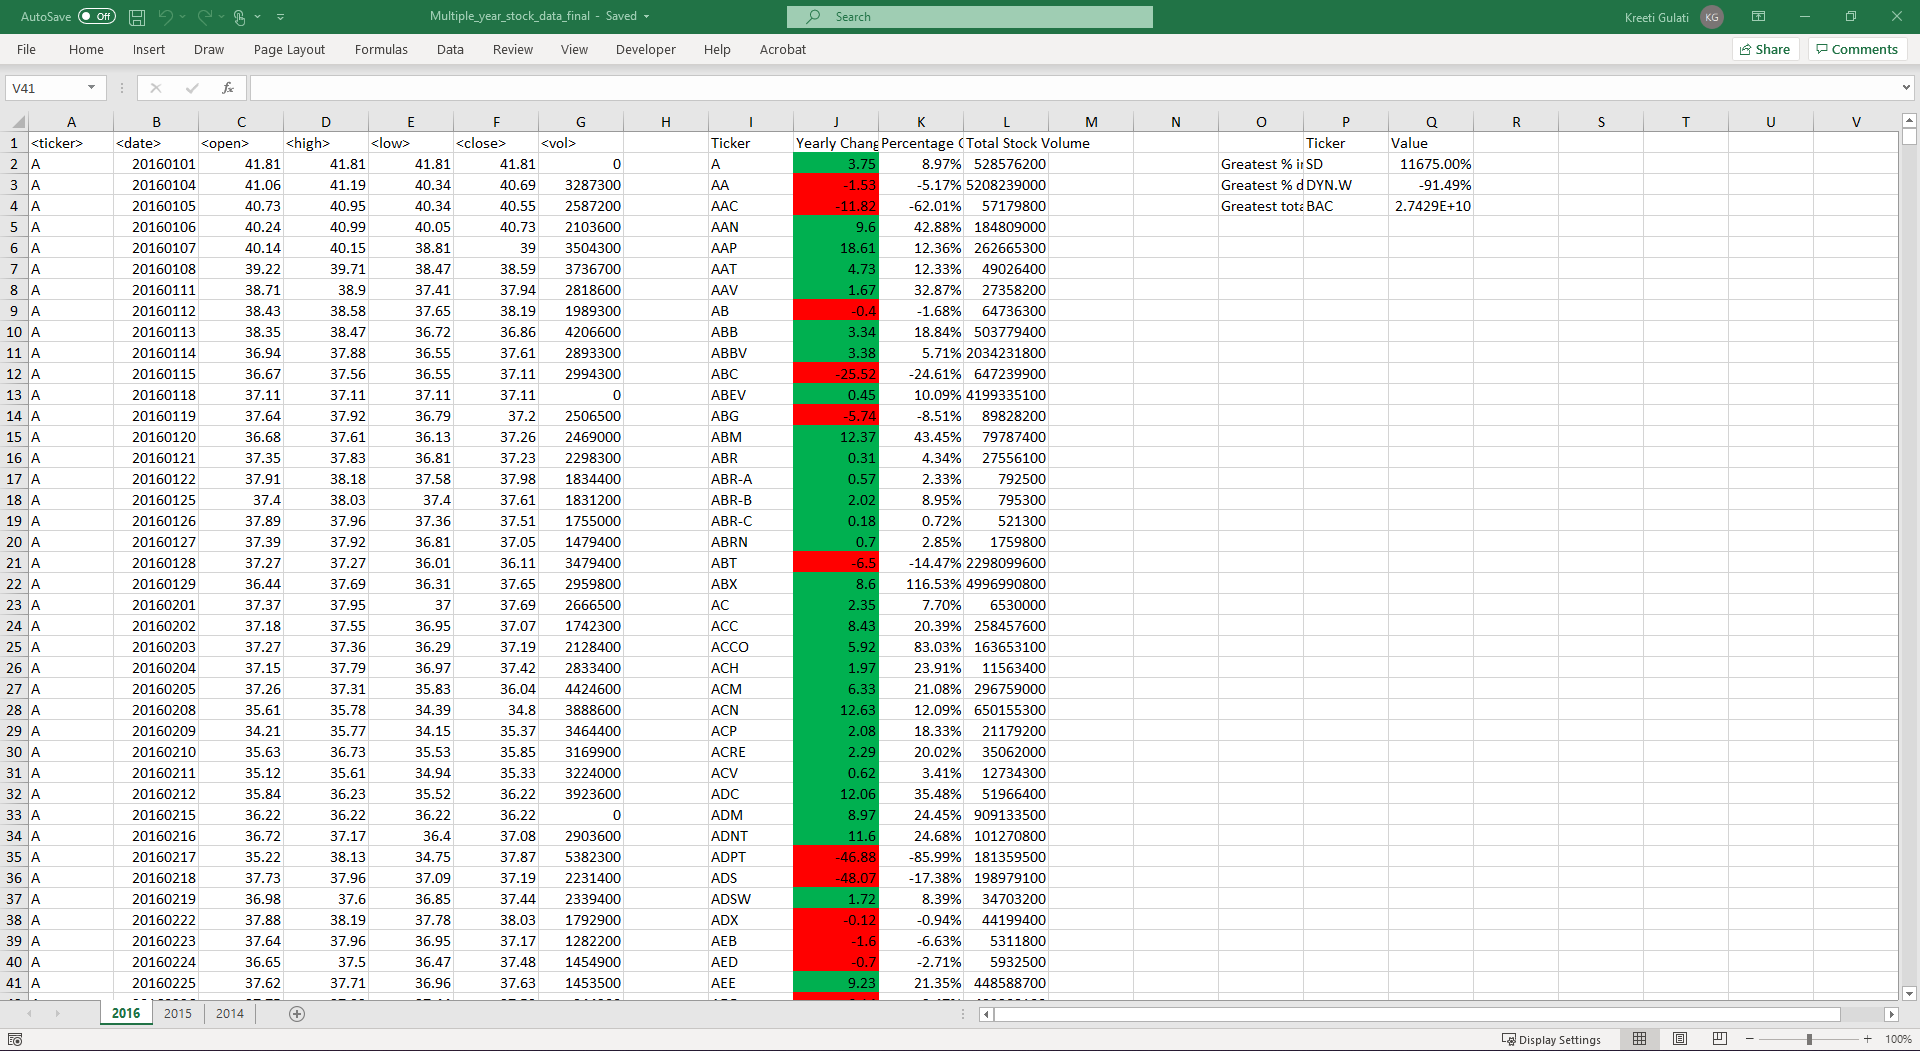 AutoSave Off Multiple_year_stock_data_final - Saved Search Kreeti Gulati KG
File Home Insert Draw Page Layout Formulas Data Review View Developer Help Acrobat Share Comments
V41 fx
A B C D E F G H I J K L M N O P Q R S T U V
1 <ticker> <date> <open> <high> <low> <close> <vol> Ticker Yearly Chang Percentage C Total Stock Volume Ticker Value
2 A 20160101 41.81 41.81 41.81 41.81 0 A 3.75 8.97% 528576200 Greatest % i SD 11675.00%
3 A 20160104 41.06 41.19 40.34 40.69 3287300 AA -1.53 -5.17% 5208239000 Greatest % d DYN.W -91.49%
4 A 20160105 40.73 40.95 40.34 40.55 2587200 AAC -11.82 -62.01% 57179800 Greatest tota BAC 2.7429E+10
5 A 20160106 40.24 40.99 40.05 40.73 2103600 AAN 9.6 42.88% 184809000
6 A 20160107 40.14 40.15 38.81 39 3504300 AAP 18.61 12.36% 262665300
7 A 20160108 39.22 39.71 38.47 38.59 3736700 AAT 4.73 12.33% 49026400
8 A 20160111 38.71 38.9 37.41 37.94 2818600 AAV 1.67 32.87% 27358200
9 A 20160112 38.43 38.58 37.65 38.19 1989300 AB -0.4 -1.68% 64736300
10 A 20160113 38.35 38.47 36.72 36.86 4206600 ABB 3.34 18.84% 503779400
11 A 20160114 36.94 37.88 36.55 37.61 2893300 ABBV 3.38 5.71% 2034231800
12 A 20160115 36.67 37.56 36.55 37.11 2994300 ABC -25.52 -24.61% 647239900
13 A 20160118 37.11 37.11 37.11 37.11 0 ABEV 0.45 10.09% 4199335100
14 A 20160119 37.64 37.92 36.79 37.2 2506500 ABG -5.74 -8.51% 89828200
15 A 20160120 36.68 37.61 36.13 37.26 2469000 ABM 12.37 43.45% 79787400
16 A 20160121 37.35 37.83 36.81 37.23 2298300 ABR 0.31 4.34% 27556100
17 A 20160122 37.91 38.18 37.58 37.98 1834400 ABR-A 0.57 2.33% 792500
18 A 20160125 37.4 38.03 37.4 37.61 1831200 ABR-B 2.02 8.95% 795300
19 A 20160126 37.89 37.96 37.36 37.51 1755000 ABR-C 0.18 0.72% 521300
20 A 20160127 37.39 37.92 36.81 37.05 1479400 ABRN 0.7 2.85% 1759800
21 A 20160128 37.27 37.27 36.01 36.11 3479400 ABT -6.5 -14.47% 2298099600
22 A 20160129 36.44 37.69 36.31 37.65 2959800 ABX 8.6 116.53% 4996990800
23 A 20160201 37.37 37.95 37 37.69 2666500 AC 2.35 7.70% 6530000
24 A 20160202 37.18 37.55 36.95 37.07 1742300 ACC 8.43 20.39% 258457600
25 A 20160203 37.27 37.36 36.29 37.19 2128400 ACCO 5.92 83.03% 163653100
26 A 20160204 37.15 37.79 36.97 37.42 2833400 ACH 1.97 23.91% 11563400
27 A 20160205 37.26 37.31 35.83 36.04 4424600 ACM 6.33 21.08% 296759000
28 A 20160208 35.61 35.78 34.39 34.8 3888600 ACN 12.63 12.09% 650155300
29 A 20160209 34.21 35.77 34.15 35.37 3464400 ACP 2.08 18.33% 21179200
30 A 20160210 35.63 36.73 35.53 35.85 3169900 ACRE 2.29 20.02% 35062000
31 A 20160211 35.12 35.61 34.94 35.33 3224000 ACV 0.62 3.41% 12734300
32 A 20160212 35.84 36.23 35.52 36.22 3923600 ADC 12.06 35.48% 51966400
33 A 20160215 36.22 36.22 36.22 36.22 0 ADM 8.97 24.45% 909133500
34 A 20160216 36.72 37.17 36.4 37.08 2903600 ADNT 11.6 24.68% 101270800
35 A 20160217 35.22 38.13 34.75 37.87 5382300 ADPT -46.88 -85.99% 181359500
36 A 20160218 37.73 37.96 37.09 37.19 2231400 ADS -48.07 -17.38% 198979100
37 A 20160219 36.98 37.6 36.85 37.44 2339400 ADSW 1.72 8.39% 34703200
38 A 20160222 37.88 38.19 37.78 38.03 1792900 ADX -0.12 -0.94% 44199400
39 A 20160223 37.64 37.96 36.95 37.17 1282200 AEB -1.6 -6.63% 5311800
40 A 20160224 36.65 37.5 36.47 37.48 1454900 AED -0.7 -2.71% 5932500
41 A 20160225 37.62 37.71 36.96 37.63 1453500 AEE 9.23 21.35% 448588700
2016 2015 2014
Display Settings 100%